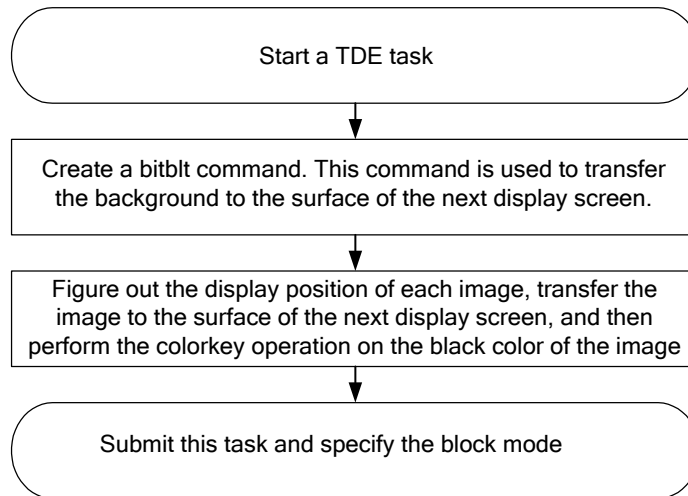 Start a TDE task
Create a bitblt command. This command is used to transfer
the background to the surface of the next display screen.
Figure out the display position of each image, transfer the
image to the surface of the next display screen, and then
perform the colorkey operation on the black color of the image
Submit this task and specify the block mode